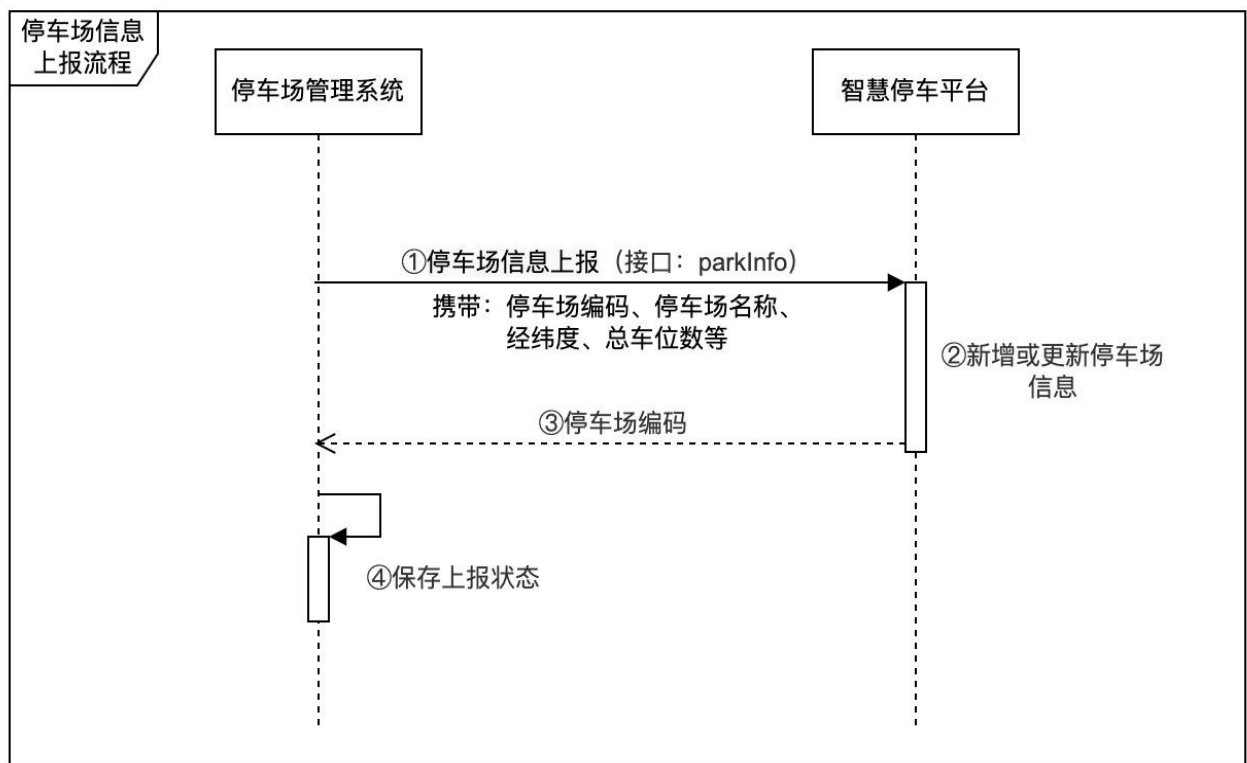 停车场信息
上报流程
停车场管理系统
智慧停车平台
①停车场信息上报（接口：parkInfo）
携带：停车场编码、停车场名称、
经纬度、总车位数等
②新增或更新停车场
信息
③停车场编码
④保存上报状态